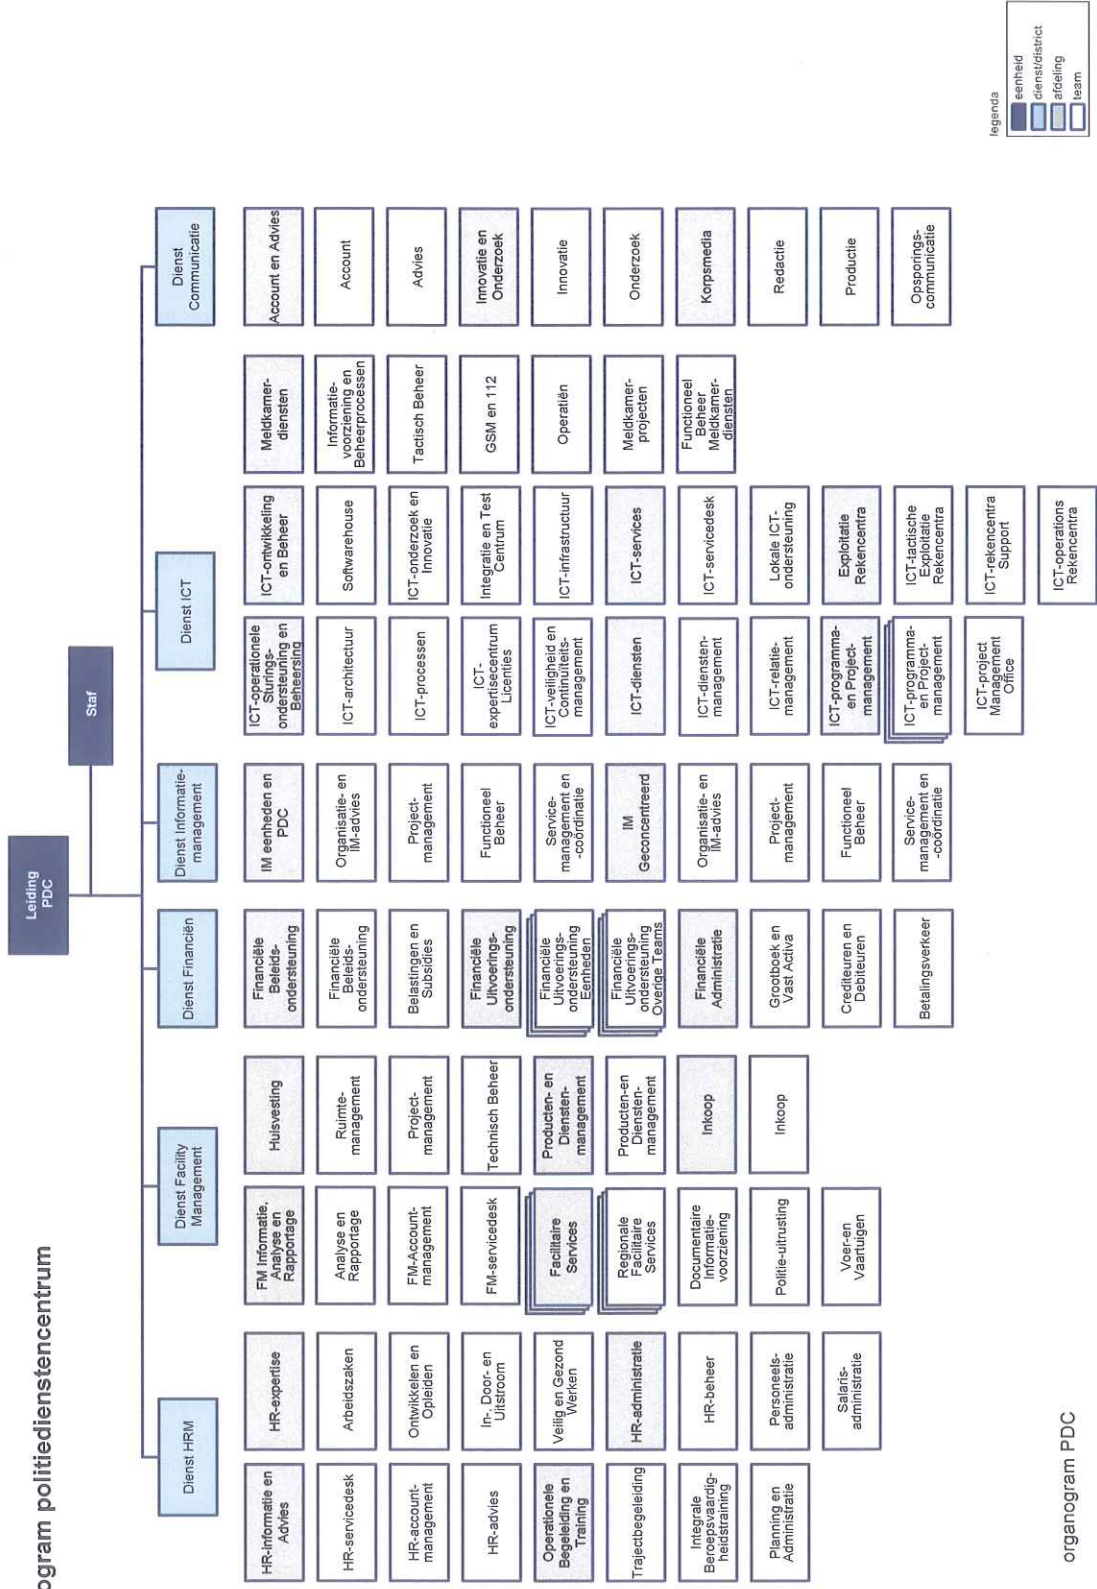 ogram politiedienstencentrum
Leiding
PDC
Staf
Dienst HRM
Dienst Facility
Management
Dienst Financiën
Dienst Informatie-
management
Dienst ICT
Dienst
Communicatie
HR-Informatie en
Advies
HR-servicedesk
HR-account-
management
HR-advies
Operationele
Begeleiding en
Training
Trajectbegeleiding
Integrale
Beroepsvaardig-
heidstraining
Planning en
Administratie
HR-expertise
Arbeidszaken
Ontwikkelen en
Opleiden
In-, Door- en
Uitstroom
Veilig en Gezond
Werken
HR-administratie
HR-beheer
Personeels-
administratie
Salaris-
administratie
FM Informatie,
Analyse en
Rapportage
Analyse en
Rapportage
FM-Account-
management
FM-servicedesk
Facilitaire
Services
Regionale
Facilitaire
Services
Documentaire
Informatie-
voorziening
Politie-uitrusting
Voer-en
Vaartuigen
Huisvesting
Ruimte-
management
Project-
management
Technisch Beheer
Producten- en
Diensten-
management
Producten-en
Diensten-
management
Inkoop
Inkoop
Financiële
Beleids-
ondersteuning
Financiële
Beleids-
ondersteuning
Belastingen en
Subsidies
Financiële
Uitvoerings-
ondersteuning
Financiële
Uitvoerings-
ondersteuning
Eenheden
Financiële
Uitvoerings-
ondersteuning
Overige Teams
Financiële
Administratie
Grootboek en
Vast Activa
Crediteuren en
Debiteuren
Betalingsverkeer
IM eenheden en
PDC
Organisatie- en
IM-advies
Project-
management
Functioneel
Beheer
Service-
management en
-coördinatie
IM
Geconcentreerd
Organisatie- en
IM-advies
Project-
management
Functioneel
Beheer
Service-
management en
-coördinatie
ICT-operationele
Sturings-
ondersteuning en
Beheersing
ICT-architectuur
ICT-processen
ICT-
expertisecentrum
Licenties
ICT-veiligheid en
Continuïteits-
management
ICT-diensten
ICT-diensten-
management
ICT-relatie-
management
ICT-programma-
en Project-
management
ICT-programma-
en Project-
management
ICT-project
Management
Office
ICT-ontwikkeling
en Beheer
Softwarehouse
ICT-onderzoek en
Innovatie
Integratie en Test
Centrum
ICT-infrastructuur
ICT-services
ICT-servicedesk
Lokale ICT-
ondersteuning
Exploitatie
Rekencentra
ICT-tactische
Exploitatie
Rekencentra
ICT-rekencentra
Support
ICT-operations
Rekencentra
Meldkamer-
diensten
Informatie-
voorziening en
Beheerprocessen
Tactisch Beheer
GSM en 112
Operatiën
Meldkamer-
projecten
Functioneel
Beheer
Meldkamer-
diensten
Account en Advies
Account
Advies
Innovatie en
Onderzoek
Innovatie
Onderzoek
Korpsmedia
Redactie
Productie
Opsporings-
communicatie
organogram PDC
legenda
eenheid
dienst/district
afdeling
team